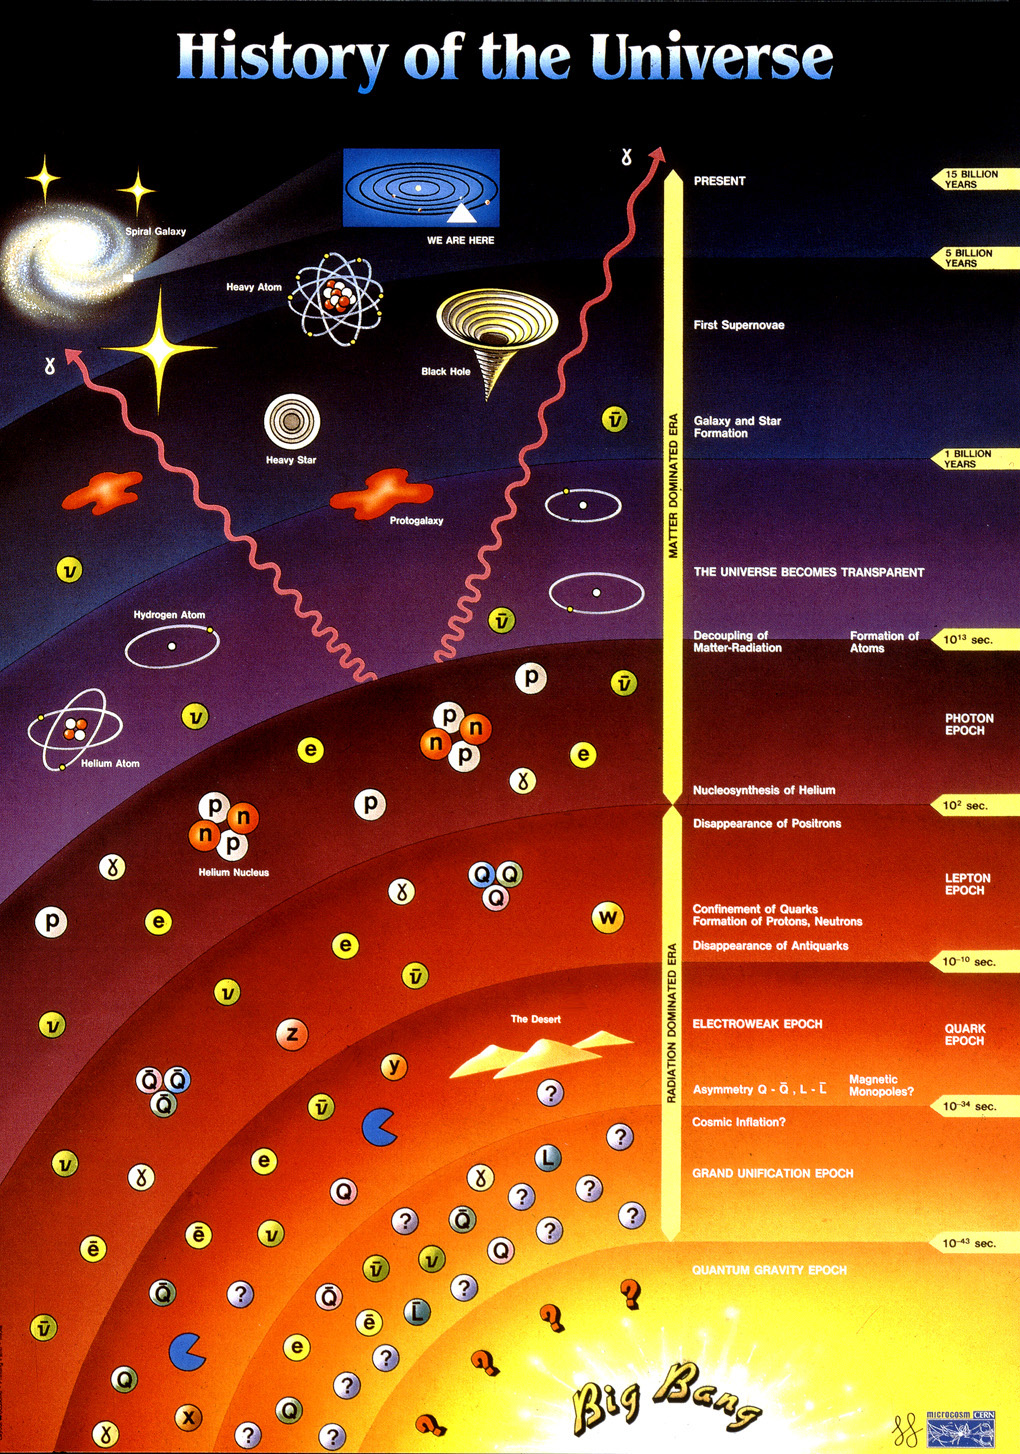 History of the Universe
ɣ
PRESENT
15 BILLION
YEARS
Spiral Galaxy
WE ARE HERE
5 BILLION
YEARS
Heavy Atom
First Supernovae
ɣ
Black Hole
ν̄
Galaxy and Star
Formation
Heavy Star
1 BILLION
YEARS
MATTER DOMINATED ERA
Protogalaxy
ν
THE UNIVERSE BECOMES TRANSPARENT
Hydrogen Atom
ν̄
Decoupling of
Matter-Radiation
Formation of
Atoms
10¹³ sec.
p
ν̄
ν
p
n
n
p
PHOTON
EPOCH
e
e
Helium Atom
ɣ
Nucleosynthesis of Helium
p
p
n
n
p
10² sec.
Disappearance of Positrons
Helium Nucleus
ɣ
ɣ
Q
Q
Q
LEPTON
EPOCH
p
e
w
Confinement of Quarks
Formation of Protons, Neutrons
e
Disappearance of Antiquarks
10⁻¹⁰ sec.
ν
ν̄
RADIATION DOMINATED ERA
ν
z
The Desert
ELECTROWEAK EPOCH
QUARK
EPOCH
y
Q̄
Q̄
Q̄
?
Asymmetry Q - Q̄ , L - L̄
Magnetic
Monopoles?
10⁻³⁴ sec.
ν̄
Cosmic Inflation?
?
ν
e
L
ɣ
ɣ
?
?
GRAND UNIFICATION EPOCH
Q
?
Q̄
?
?
ē
ē
ν
10⁻⁴³ sec.
Q
ν̄
ν
QUANTUM GRAVITY EPOCH
Q̄
?
Q
?
?
?
L̄
ν̄
ē
e
?
?
Q
?
Big Bang
x
Q
?
ɣ
?
?
microcosm CERN